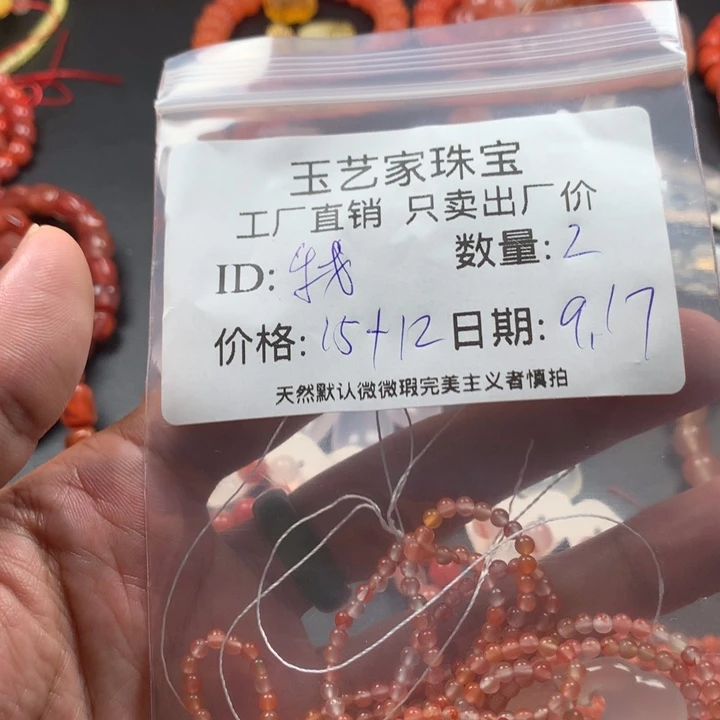 玉艺家珠宝
工厂直销 只卖出厂价
ID: 数量: 2
价格: 15+12 日期: 9.17
天然默认微微瑕完美主义者慎拍